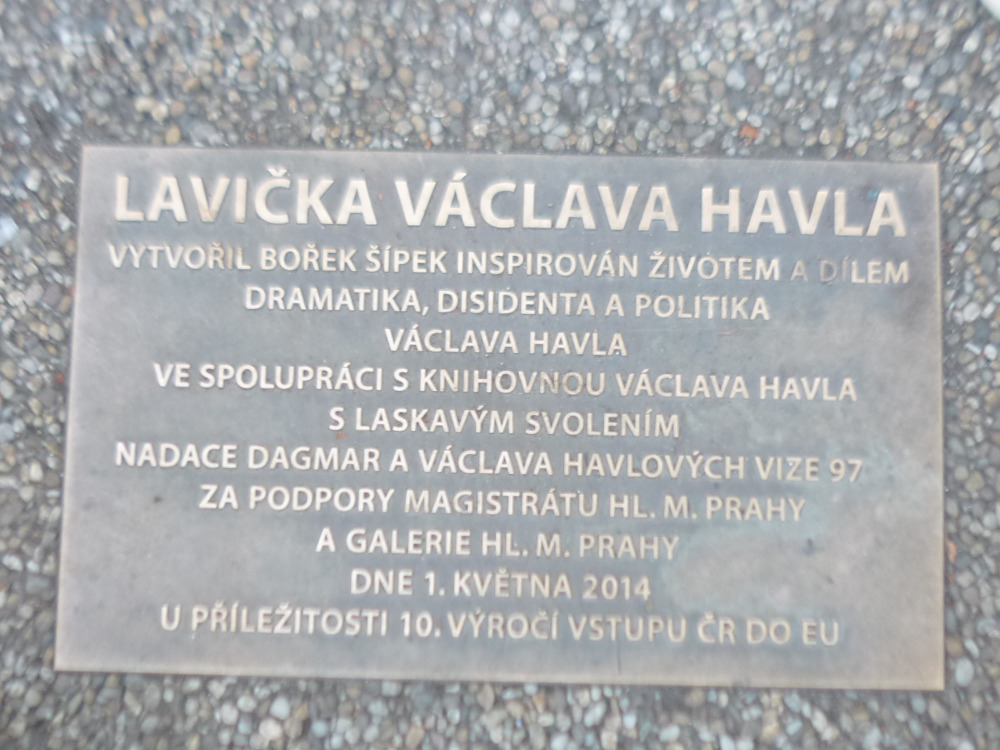 LAVIČKA VÁCLAVA HAVLA
VYTVOŘIL BOŘEK ŠÍPEK INSPIROVÁN ŽIVOTEM A DÍLEM
DRAMATIKA, DISIDENTA A POLITIKA
VÁCLAVA HAVLA
VE SPOLUPRÁCI S KNIHOVNOU VÁCLAVA HAVLA
S LASKAVÝM SVOLENÍM
NADACE DAGMAR A VÁCLAVA HAVLOVÝCH VIZE 97
ZA PODPORY MAGISTRÁTU HL. M. PRAHY
A GALERIE HL. M. PRAHY
DNE 1. KVĚTNA 2014
U PŘÍLEŽITOSTI 10. VÝROČÍ VSTUPU ČR DO EU